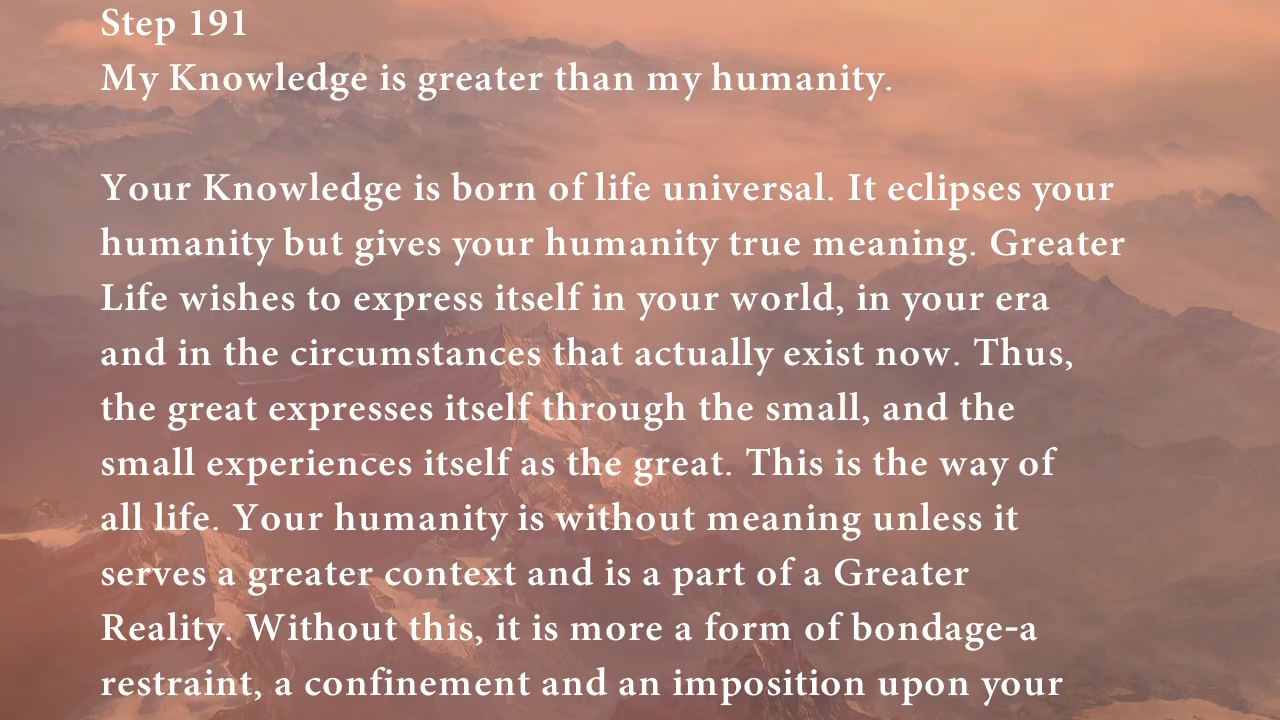 Step 191
My Knowledge is greater than my humanity.
Your Knowledge is born of life universal. It eclipses your
humanity but gives your humanity true meaning. Greater
Life wishes to express itself in your world, in your era
and in the circumstances that actually exist now. Thus,
the great expresses itself through the small, and the
small experiences itself as the great. This is the way of
all life. Your humanity is without meaning unless it
serves a greater context and is a part of a Greater
Reality. Without this, it is more a form of bondage-a
restraint, a confinement and an imposition upon your